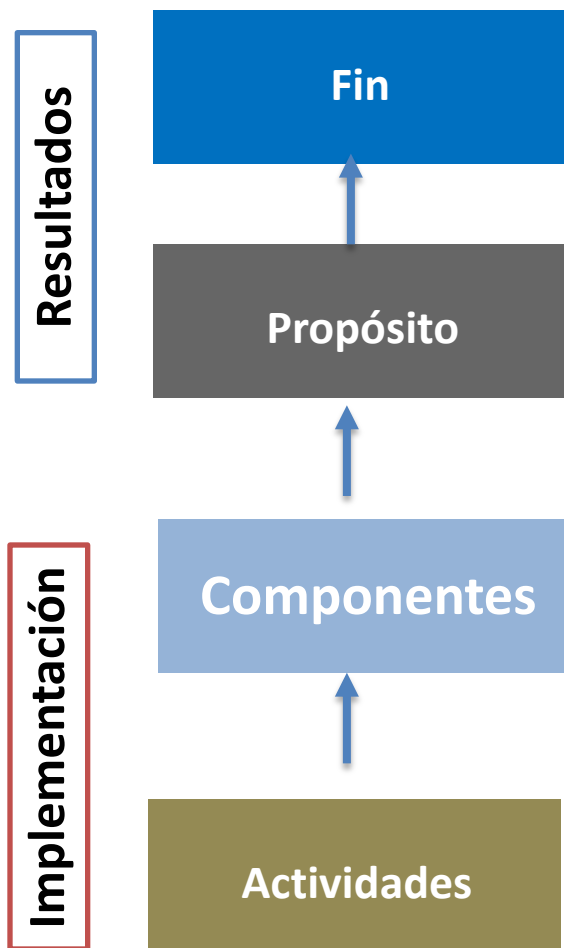 Resultados
Fin
Propósito
Implementación
Componentes
Actividades